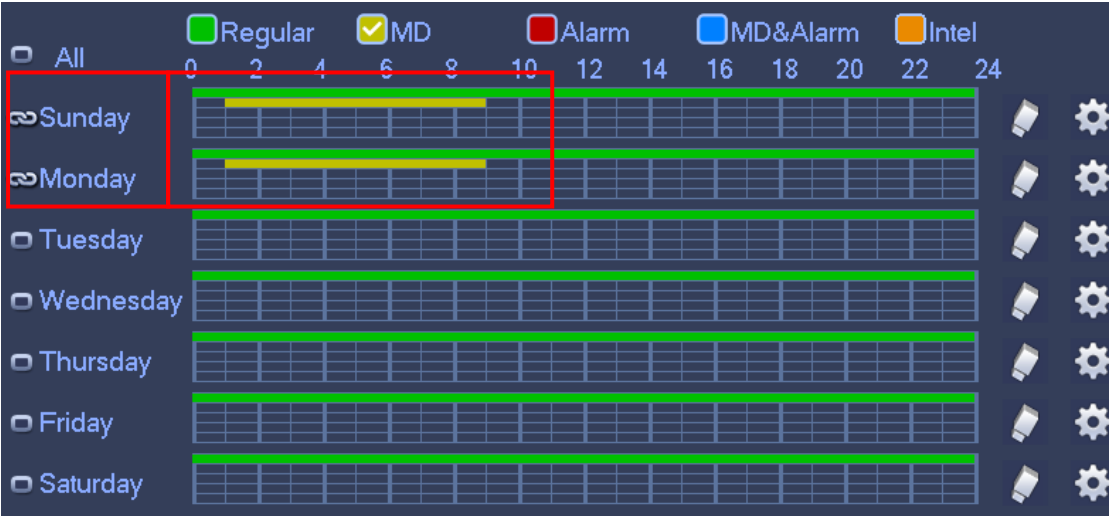 Regular MD Alarm MD&Alarm Intel
All
0 2 4 6 8 10 12 14 16 18 20 22 24
Sunday
Monday
Tuesday
Wednesday
Thursday
Friday
Saturday